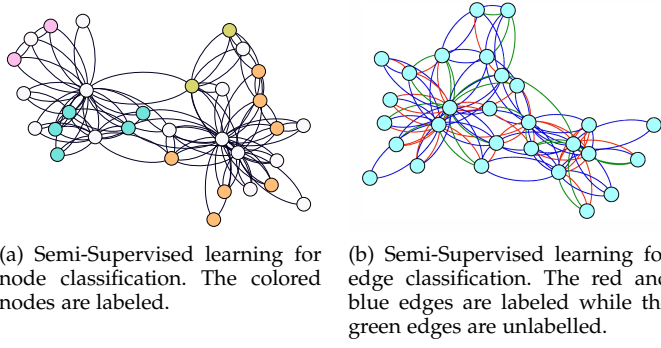 (a) Semi-Supervised learning for
node classification. The colored
nodes are labeled.
(b) Semi-Supervised learning fo
edge classification. The red and
blue edges are labeled while th
green edges are unlabelled.